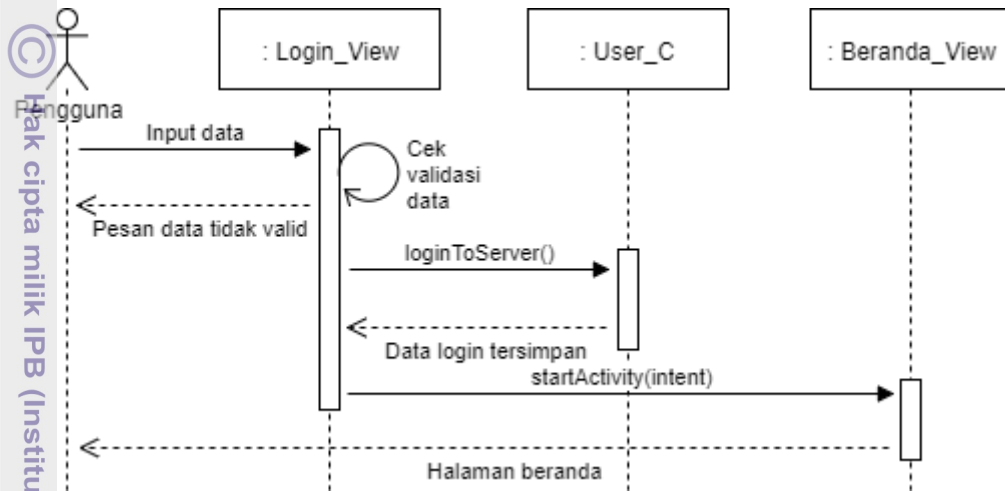 : Login_View
: User_C
: Beranda_View
Pengguna
Input data
Cek
validasi
data
Pesan data tidak valid
loginToServer()
Data login tersimpan
startActivity(intent)
Halaman beranda
© Hak cipta milik IPB (Institu